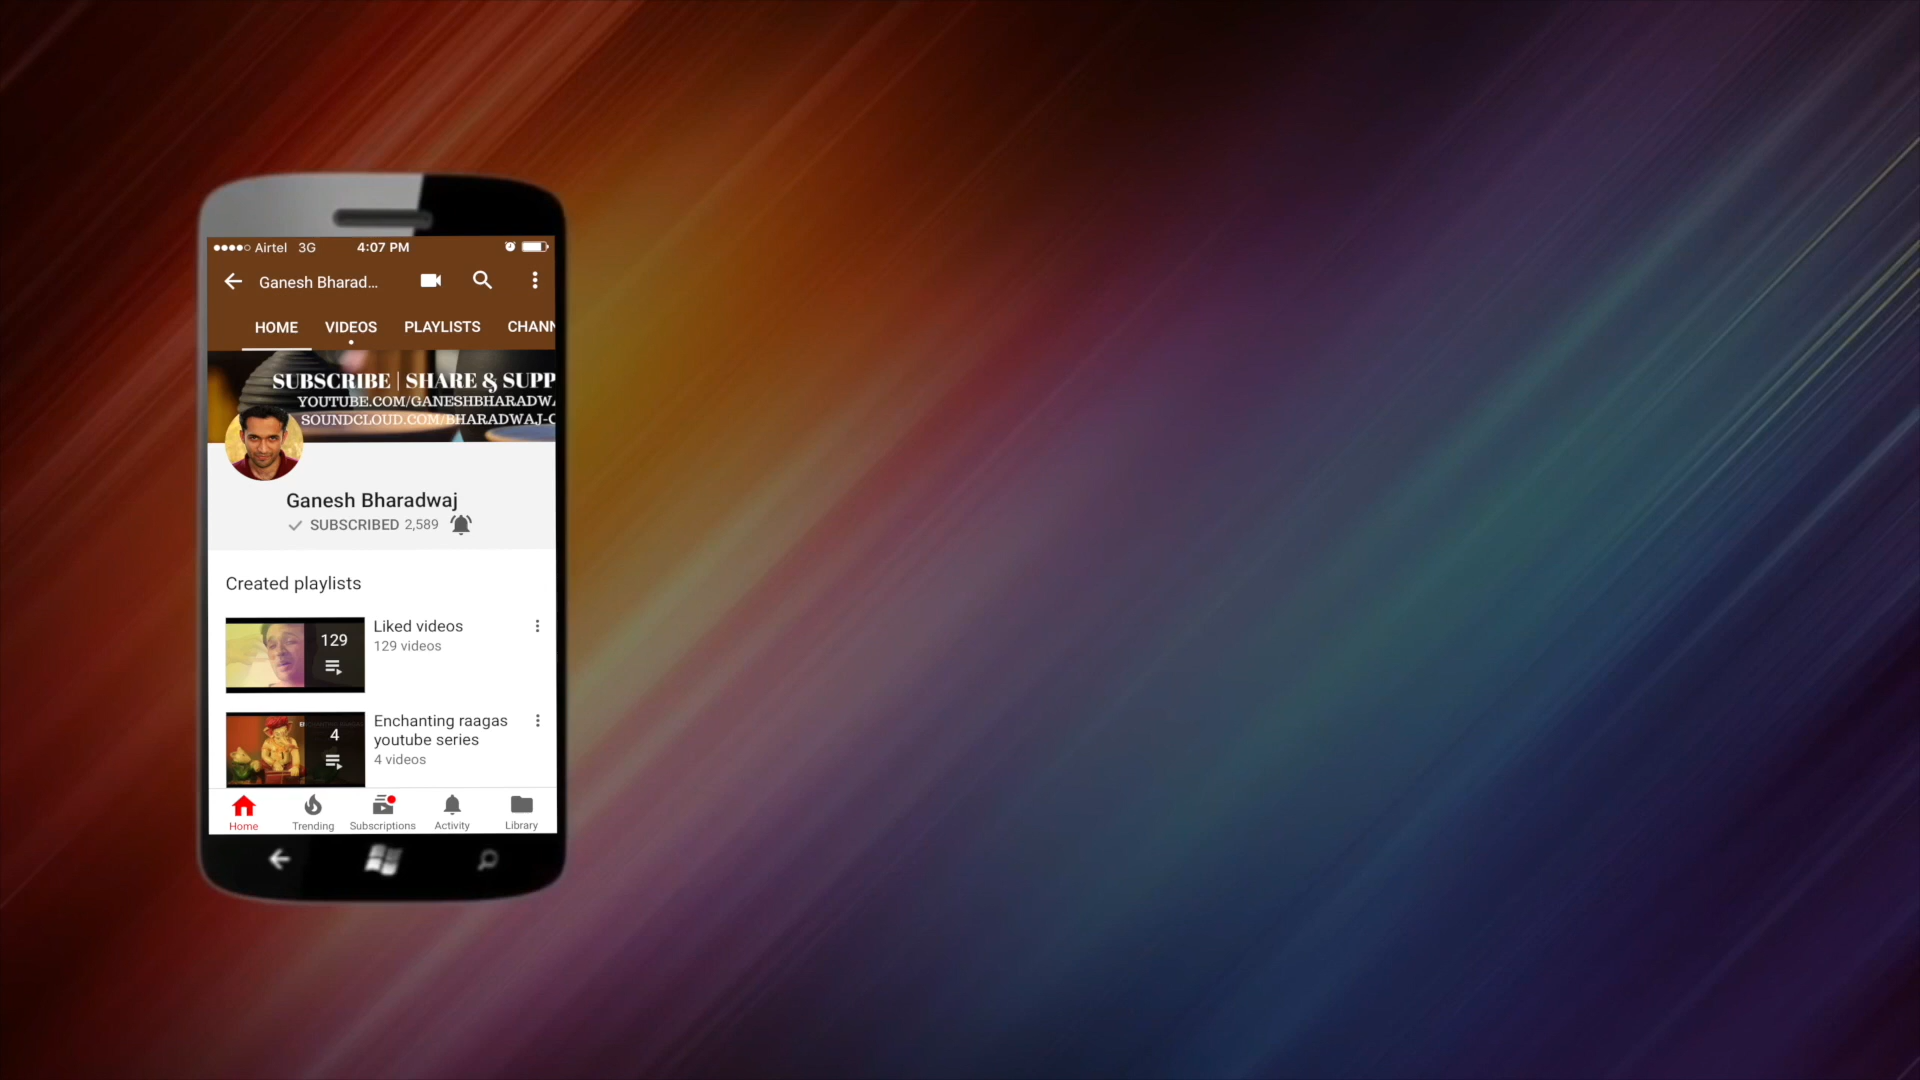 Airtel 3G 4:07 PM
Ganesh Bharad...
HOME VIDEOS PLAYLISTS CHANN
SUBSCRIBE | SHARE & SUPP
YOUTUBE.COM/GANESHBHARADWA
SOUNDCLOUD.COM/BHARADWAJ-C
Ganesh Bharadwaj
SUBSCRIBED 2,589
Created playlists
129
Liked videos
129 videos
4
Enchanting raagas
youtube series
4 videos
Home Trending Subscriptions Activity Library